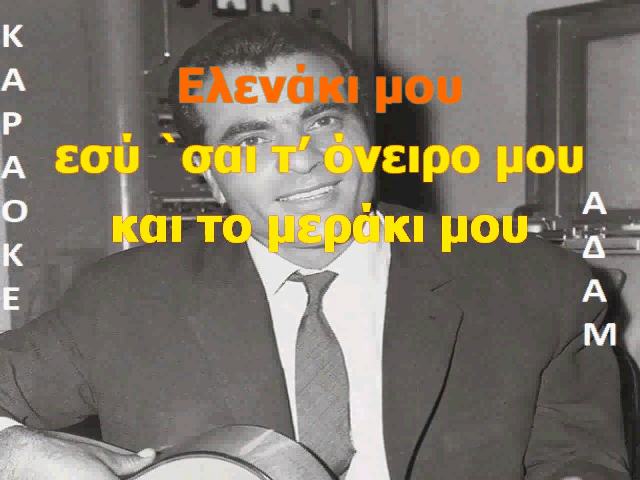 ΚΑΡΑΟΚΕ
Ελενάκι μου
εσύ `σαι τ’ όνειρο μου
και το μεράκι μου
ΑΔΑΜ